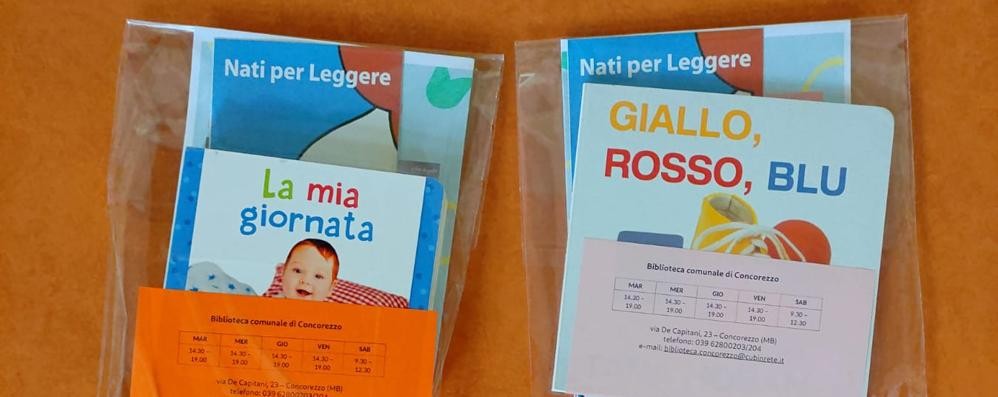 Nati per Leggere
La mia
giornata
Biblioteca comunale di Concorezzo
MAR MER GIO VEN SAB
14.30 – 14.30 – 14.30 – 14.30 – 9.30 –
19.00 19.00 19.00 19.00 12.30
via De Capitani, 23 – Concorezzo (MB)
telefono: 039 62800203/204
Nati per Leggere
GIALLO,
ROSSO, BLU
Biblioteca comunale di Concorezzo
MAR MER GIO VEN SAB
14.30 – 14.30 – 14.30 – 14.30 – 9.30 –
19.00 19.00 19.00 19.00 12.30
via De Capitani, 23 – Concorezzo (MB)
telefono: 039 62800203/204
e-mail: biblioteca.concorezzo@cubinrete.it